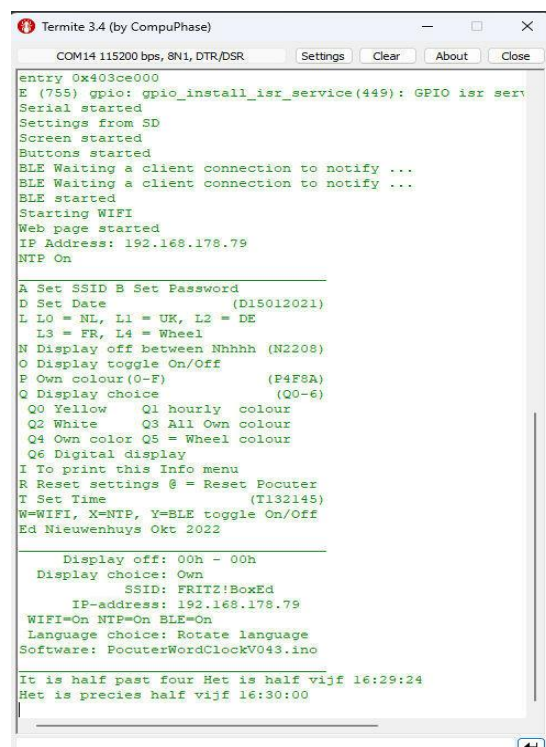 Termite 3.4 (by CompuPhase)
COM14 115200 bps, 8N1, DTR/DSR Settings Clear About Close
entry 0x403ce000
E (755) gpio: gpio_install_isr_service(449): GPIO isr serv
Serial started
Settings from SD
Screen started
Buttons started
BLE Waiting a client connection to notify ...
BLE Waiting a client connection to notify ...
BLE started
Starting WIFI
Web page started
IP Address: 192.168.178.79
NTP On
A Set SSID B Set Password
D Set Date (D15012021)
L L0 = NL, L1 = UK, L2 = DE
L3 = FR, L4 = Wheel
N Display off between Nhhhh (N2208)
O Display toggle On/Off
P Own colour(0-F) (P4F8A)
Q Display choice (Q0-6)
Q0 Yellow Q1 hourly colour
Q2 White Q3 All Own colour
Q4 Own color Q5 = Wheel colour
Q6 Digital display
I To print this Info menu
R Reset settings @ = Reset Pocuter
T Set Time (T132145)
W=WIFI, X=NTP, Y=BLE toggle On/Off
Ed Nieuwenhuys Okt 2022
Display off: 00h - 00h
Display choice: Own
SSID: FRITZ!BoxEd
IP-address: 192.168.178.79
WIFI=On NTP=On BLE=On
Language choice: Rotate language
Software: PocuterWordClockV043.ino
It is half past four Het is half vijf 16:29:24
Het is precies half vijf 16:30:00